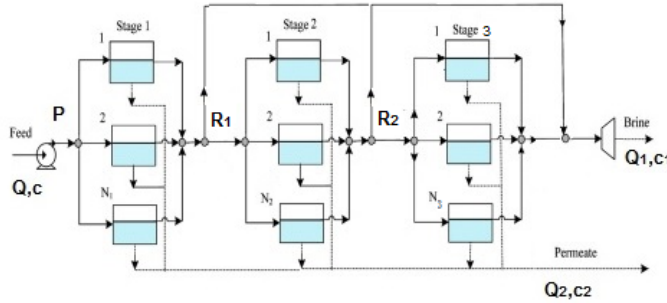 Stage 1
Stage 2
Stage 3
1
1
1
P
R1
R2
Feed
2
2
2
Brine
Q,c
Q1,c1
N1
N2
N3
Permeate
Q2,c2